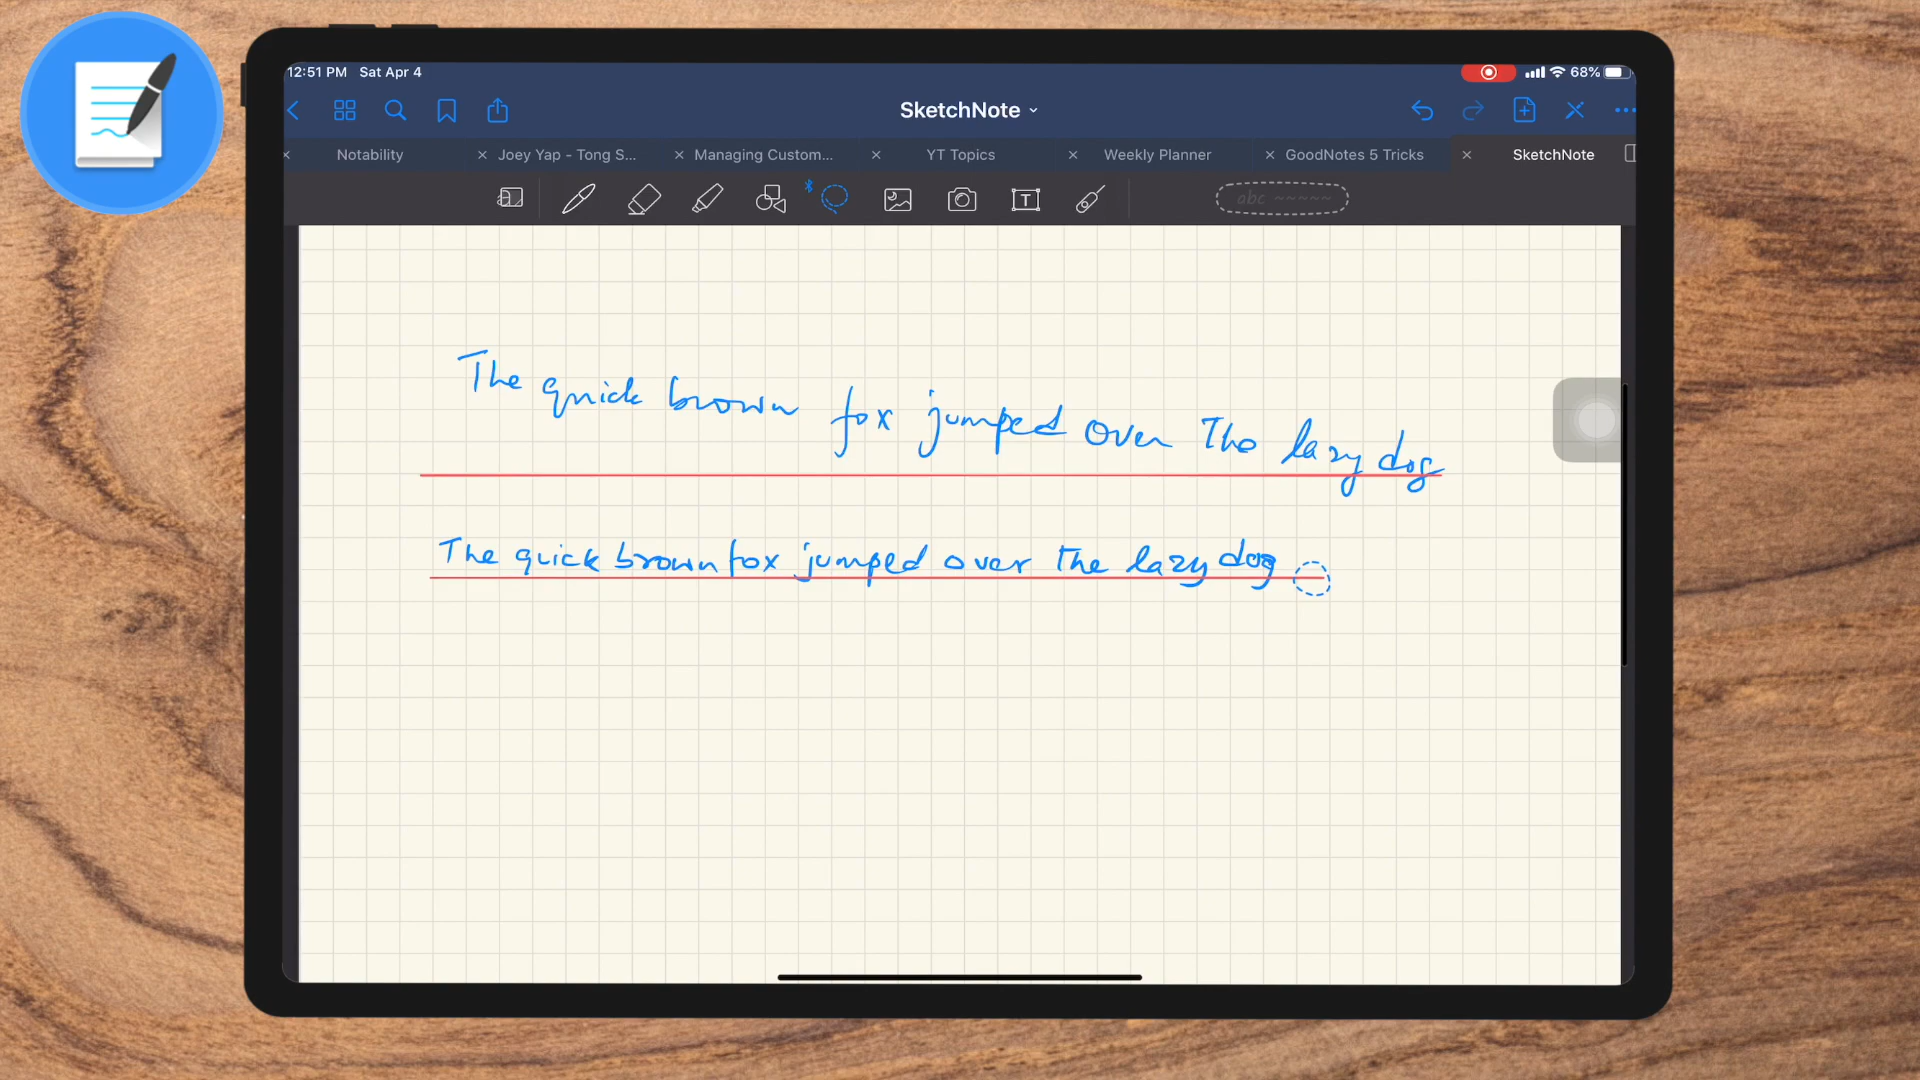 12:51 PM Sat Apr 4 68%
SketchNote
Notability Joey Yap - Tong S... Managing Custom... YT Topics Weekly Planner GoodNotes 5 Tricks SketchNote
abc
The quick brown fox jumped over The lazy dog
The quick brown fox jumped over the lazy dog